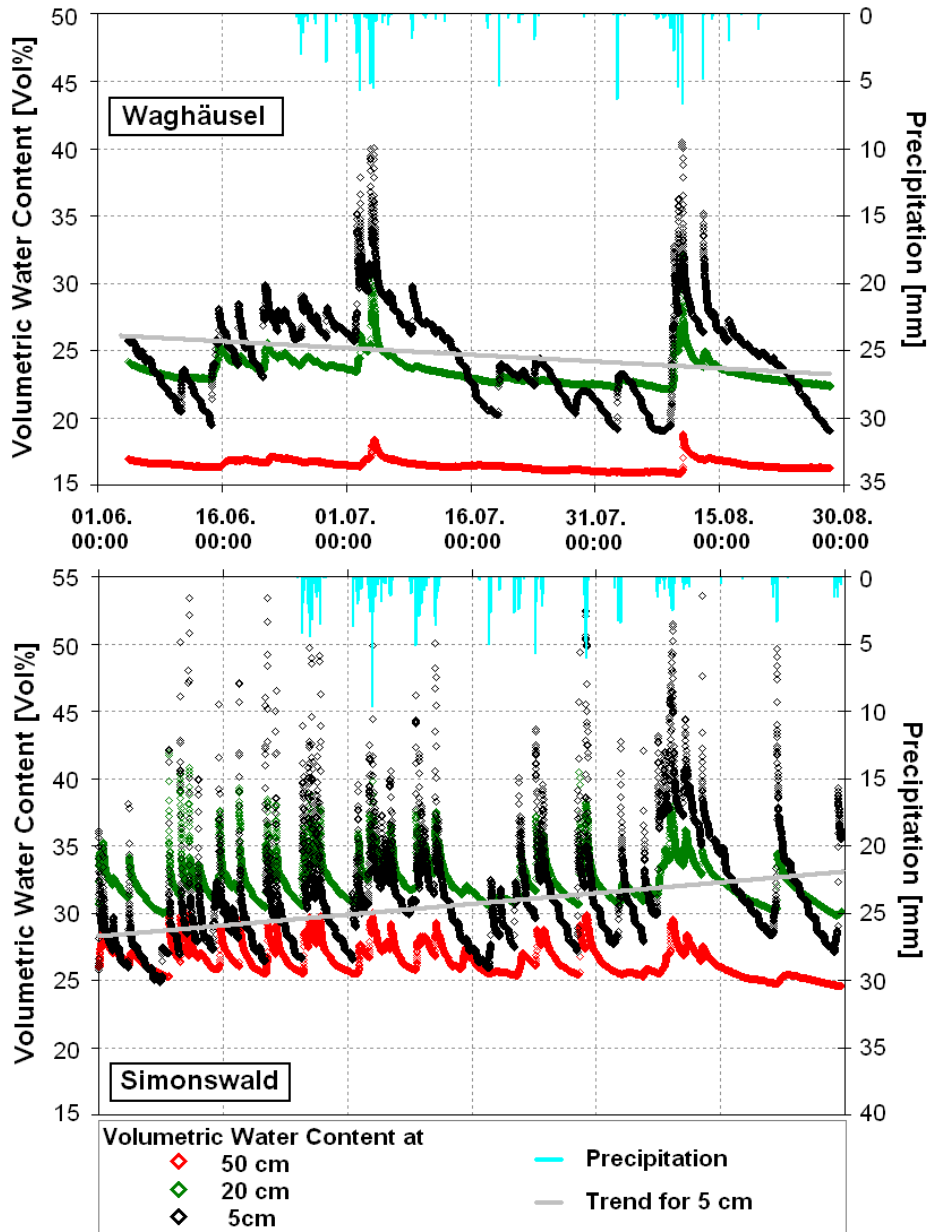 Volumetric Water Content [Vol%]
50
45
40
35
30
25
20
15
Waghäusel
0
5
10
15
20
25
30
35
Precipitation [mm]
01.06. 16.06. 01.07. 16.07. 31.07. 15.08. 30.08.
00:00 00:00 00:00 00:00 00:00 00:00 00:00
Volumetric Water Content [Vol%]
55
50
45
40
35
30
25
20
15
Simonswald
0
5
10
15
20
25
30
35
40
Precipitation [mm]
Volumetric Water Content at
50 cm
20 cm
5cm
Precipitation
Trend for 5 cm